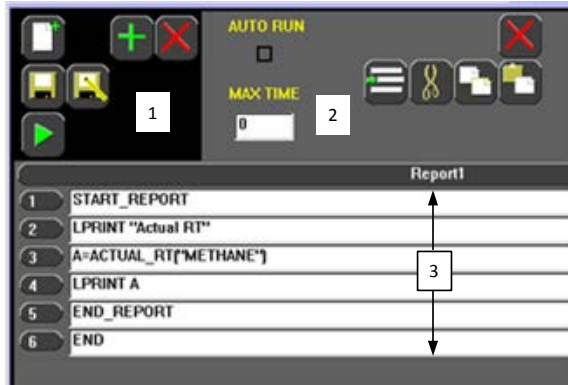 AUTO RUN
MAX TIME
1
0
2
Report1
1 START_REPORT
2 LPRINT "Actual RT"
3 A=ACTUAL_RT("METHANE")
4 LPRINT A
5 END_REPORT
6 END
3